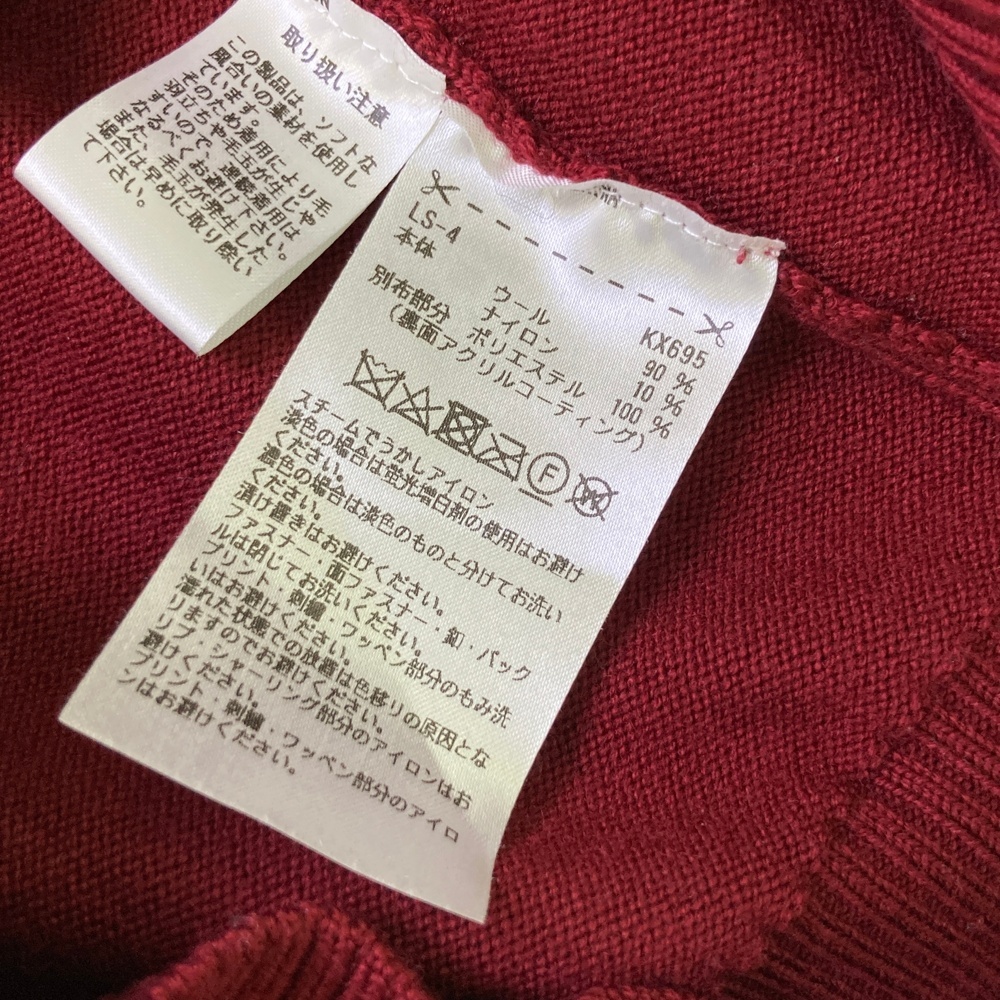 取り扱い注意
この製品は、ソフトな
風合いの素材を使用し
ています。
そのため着用により毛
羽立ちや毛玉が生じや
すいので、連続着用は
なるべくお避け下さい。
また、毛玉が発生した
場合は早めに取り除い
て下さい。
LS-4
KX695
本体
ウール 90 %
ナイロン 10 %
別布部分 ポリエステル 100 %
(裏面アクリルコーティング)
F
スチームでうかしアイロン
淡色の場合は蛍光増白剤の使用はお避け
ください。
濃色の場合は淡色のものと分けてお洗い
ください。
漬け置きはお避けください。
ファスナー・面ファスナー・釦・バック
ルは閉じてお洗いください。
プリント・刺繍・ワッペン部分のもみ洗
いはお避けください。
濡れた状態での放置は色移りの原因とな
りますのでお避けください。
リブ・シャーリング部分のアイロンはお
避けください。
プリント・刺繍・ワッペン部分のアイロ
ンはお避けください。